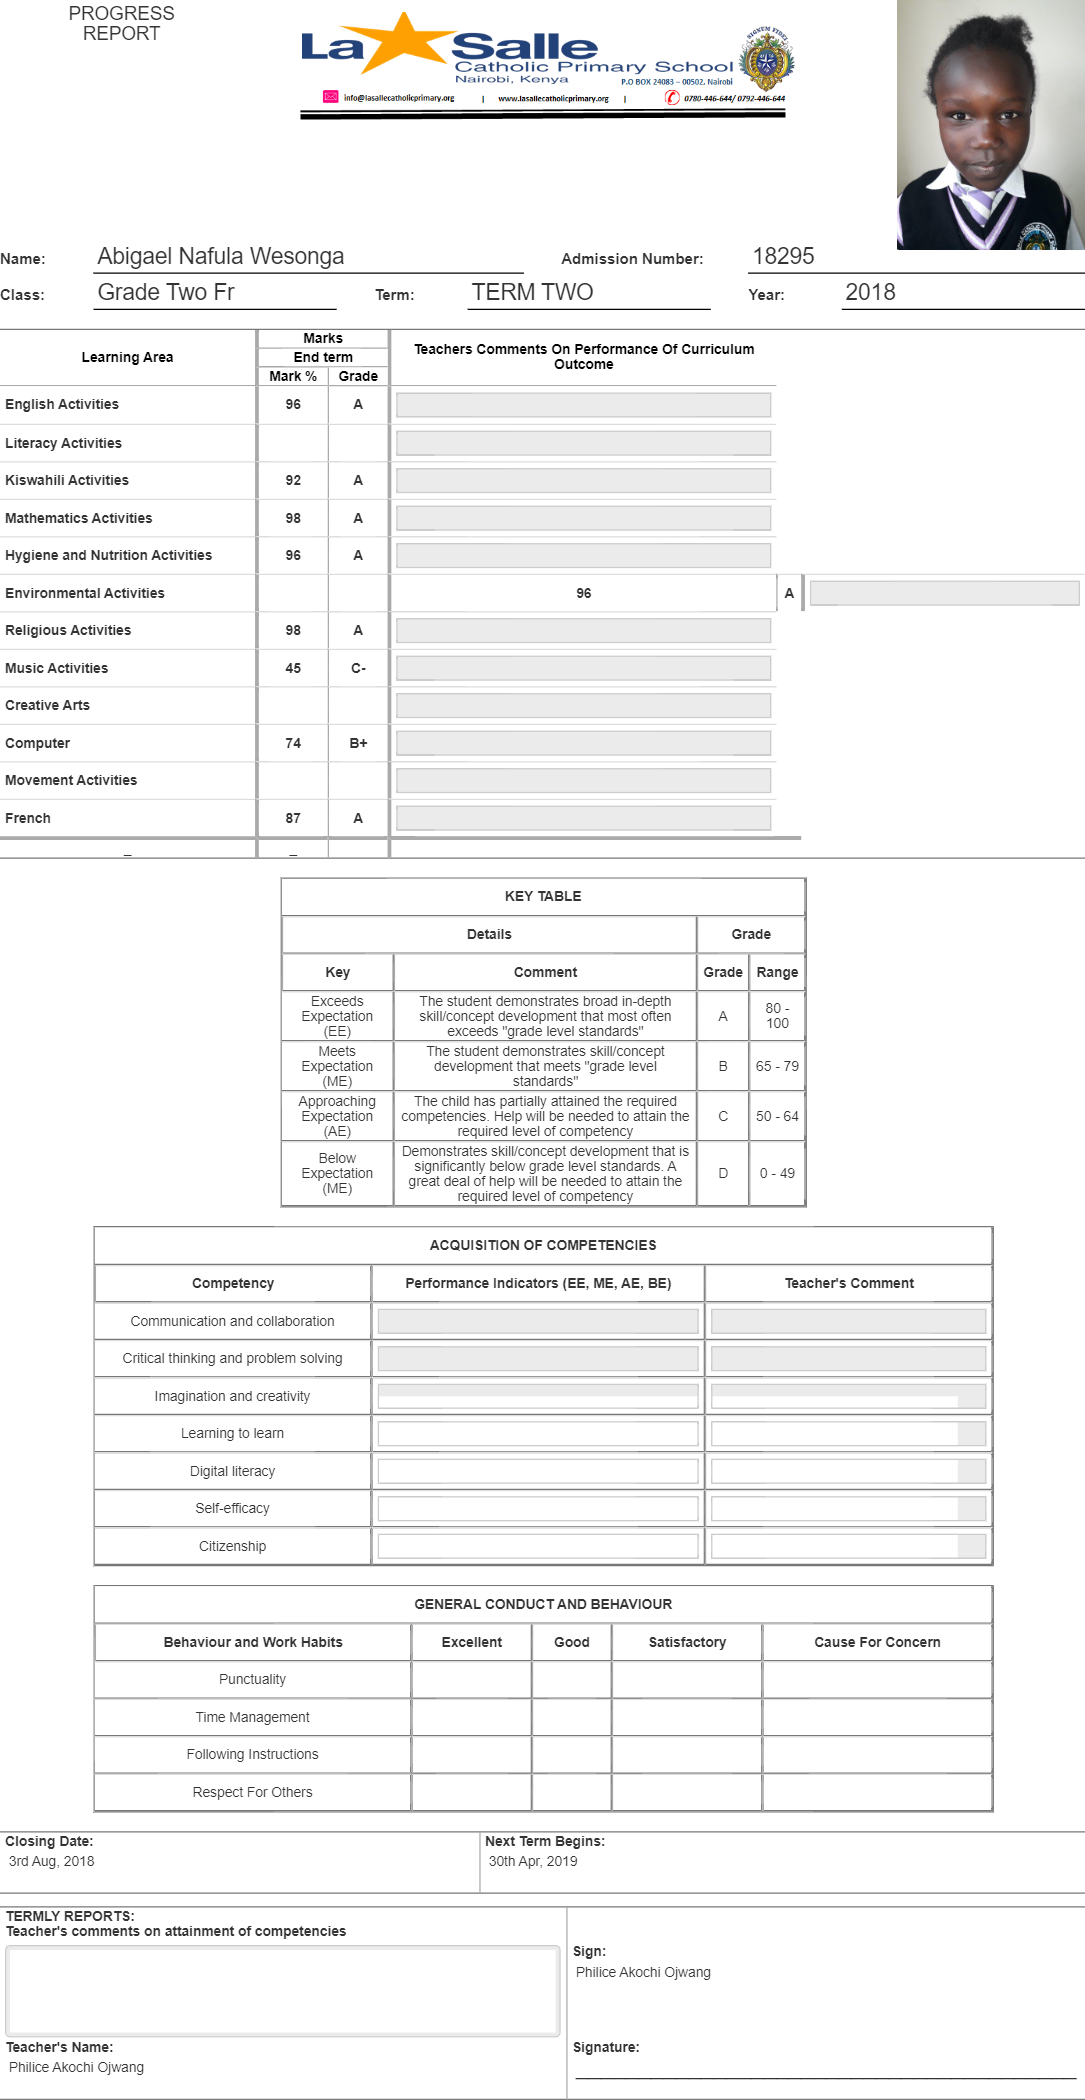 PROGRESS
REPORT
La Salle
Catholic Primary School
Nairobi, Kenya
P.O BOX 24083 – 00502. Nairobi
SIGNUM FIDEI
info@lasallecatholicprimary.org | www.lasallecatholicprimary.org | 0780-446-644/ 0792-446-644
Name: Abigael Nafula Wesonga Admission Number: 18295
Class: Grade Two Fr Term: TERM TWO Year: 2018
Learning Area
Marks
End term
Mark % Grade
Teachers Comments On Performance Of Curriculum
Outcome
English Activities 96 A
Literacy Activities
Kiswahili Activities 92 A
Mathematics Activities 98 A
Hygiene and Nutrition Activities 96 A
Environmental Activities 96 A
Religious Activities 98 A
Music Activities 45 C-
Creative Arts
Computer 74 B+
Movement Activities
French 87 A
_ _
KEY TABLE
Details Grade
Key Comment Grade Range
Exceeds
Expectation
(EE)
The student demonstrates broad in-depth
skill/concept development that most often
exceeds "grade level standards"
A
80 -
100
Meets
Expectation
(ME)
The student demonstrates skill/concept
development that meets "grade level
standards"
B
65 - 79
Approaching
Expectation
(AE)
The child has partially attained the required
competencies. Help will be needed to attain the
required level of competency
C
50 - 64
Below
Expectation
(ME)
Demonstrates skill/concept development that is
significantly below grade level standards. A
great deal of help will be needed to attain the
required level of competency
D
0 - 49
ACQUISITION OF COMPETENCIES
Competency Performance Indicators (EE, ME, AE, BE) Teacher's Comment
Communication and collaboration
Critical thinking and problem solving
Imagination and creativity
Learning to learn
Digital literacy
Self-efficacy
Citizenship
GENERAL CONDUCT AND BEHAVIOUR
Behaviour and Work Habits Excellent Good Satisfactory Cause For Concern
Punctuality
Time Management
Following Instructions
Respect For Others
Closing Date: Next Term Begins:
3rd Aug, 2018 30th Apr, 2019
TERMLY REPORTS:
Teacher's comments on attainment of competencies
Sign:
Philice Akochi Ojwang
Teacher's Name: Signature:
Philice Akochi Ojwang